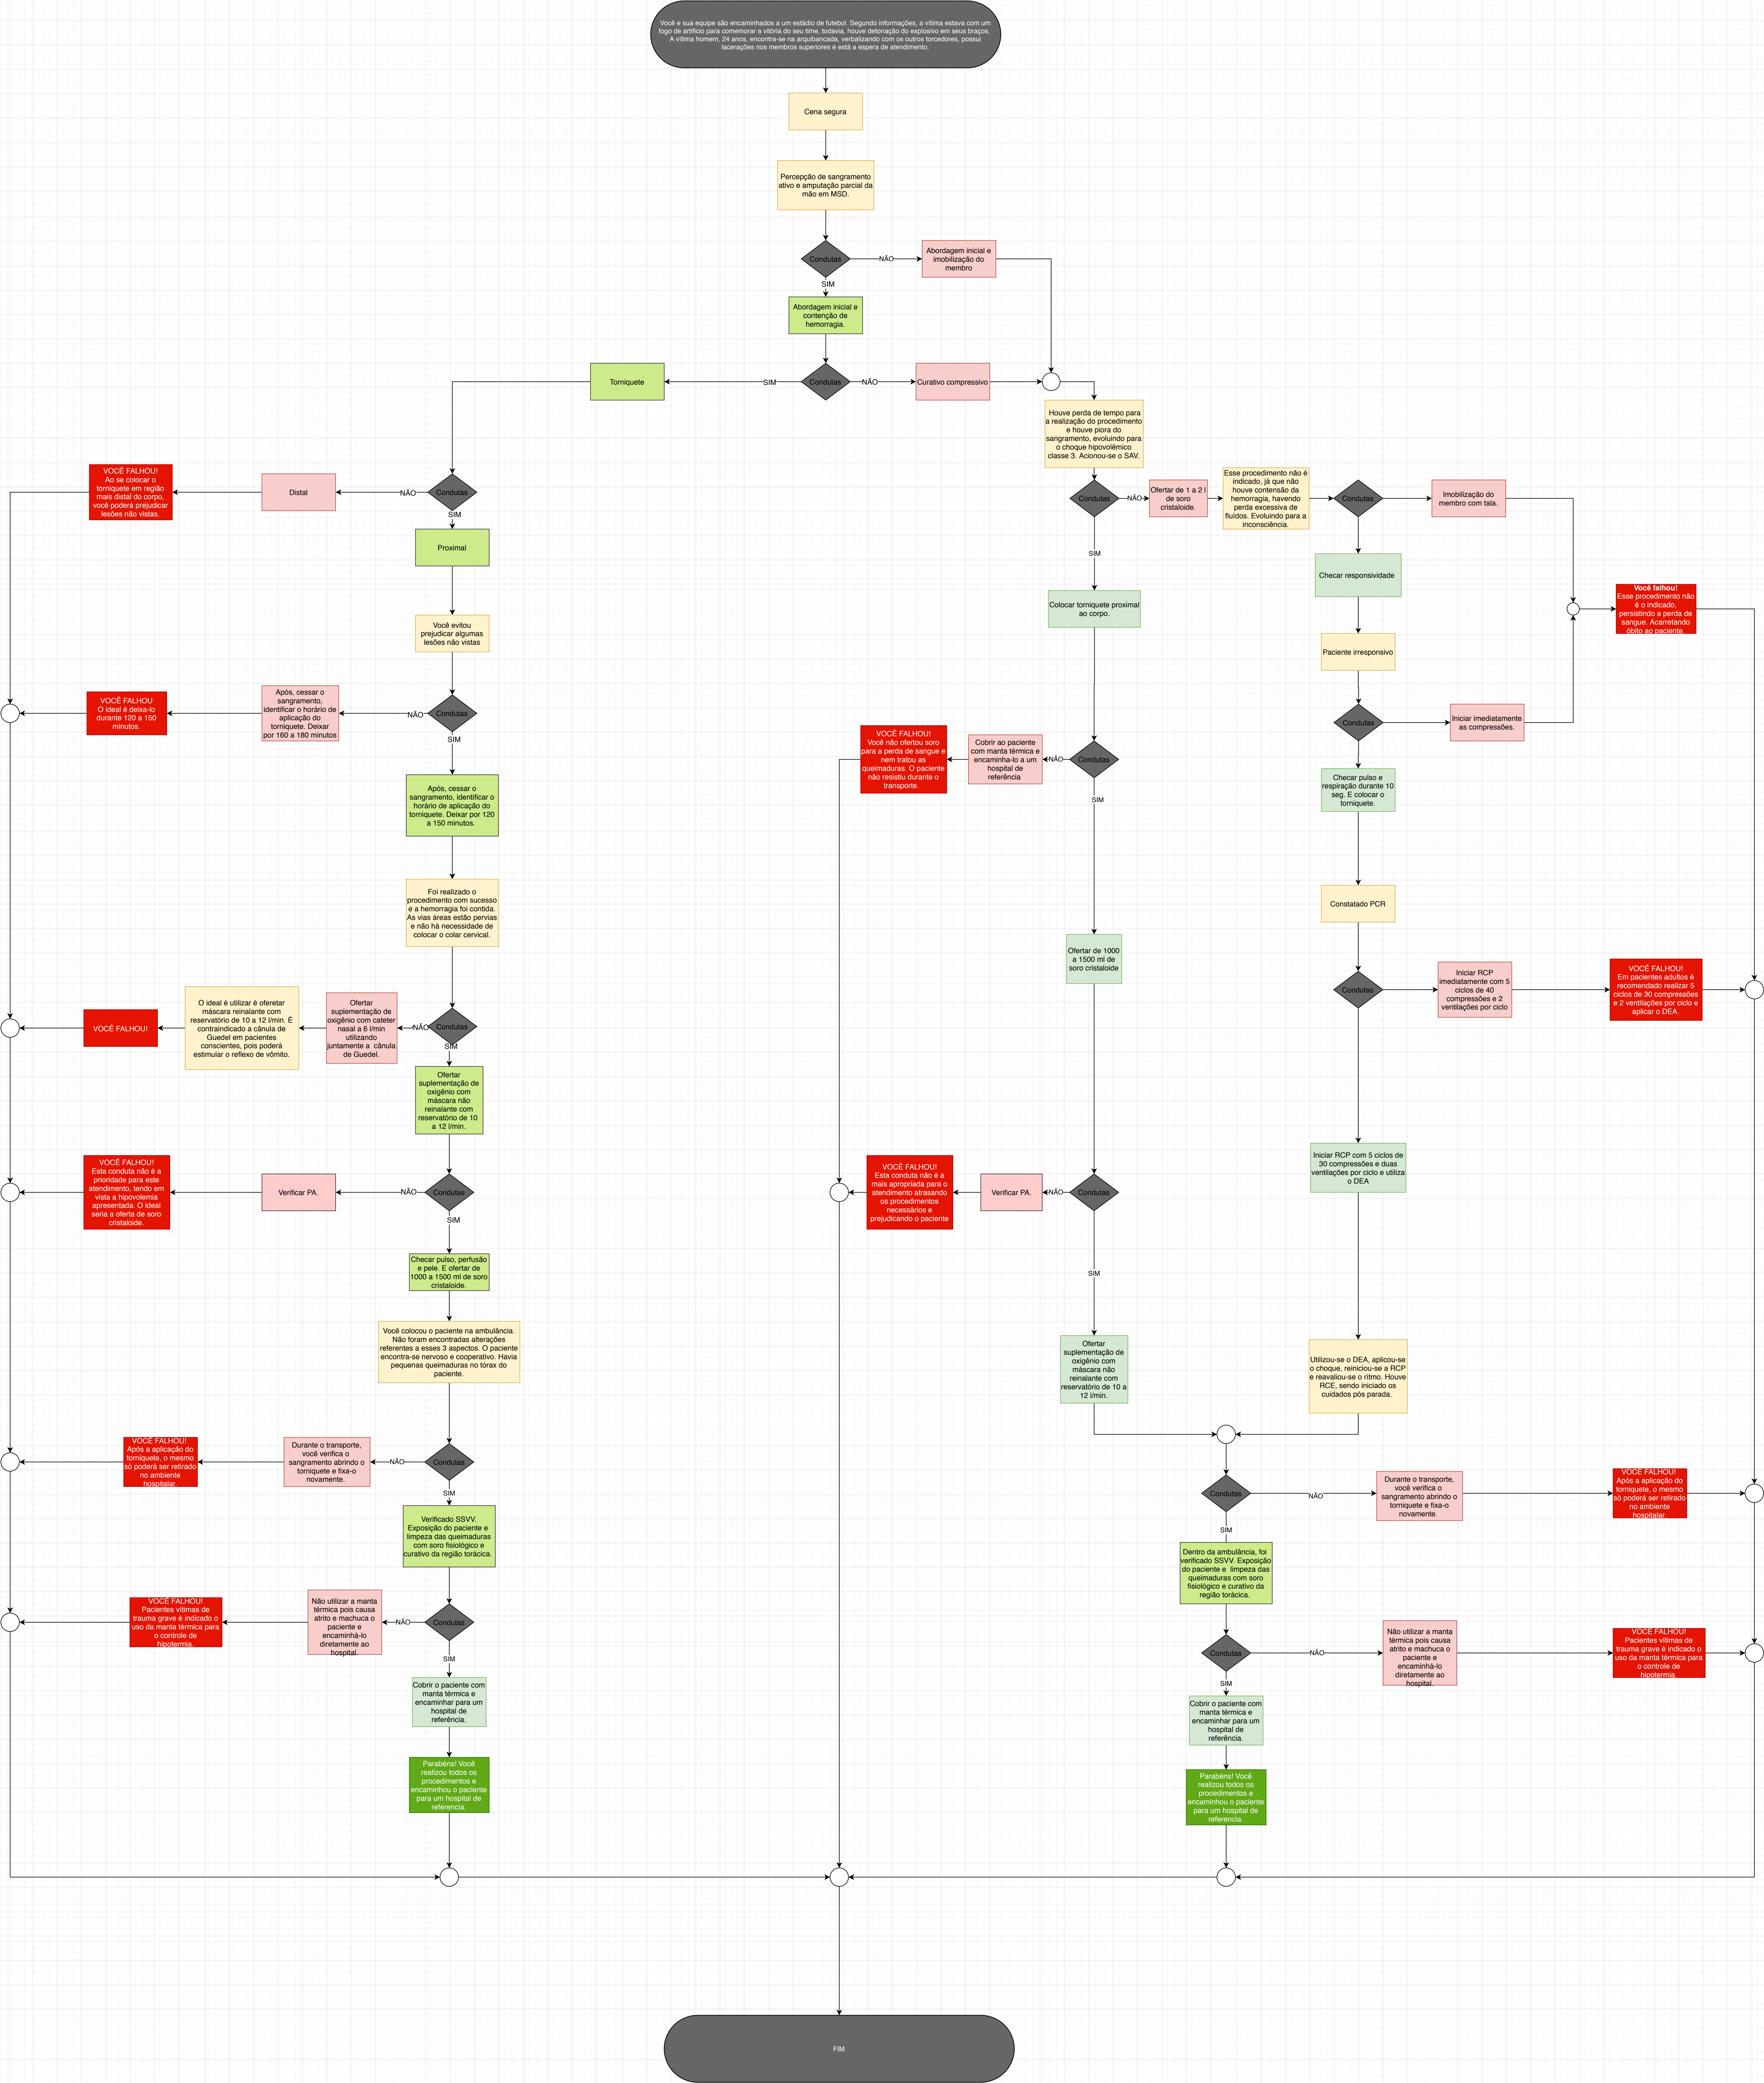 Você e sua equipe são encaminhados a um estádio de futebol. Segundo informações, a vítima estava com um
fogo de artifício para comemorar a vitória do seu time, todavia, houve detonação do explosivo em seus braços.
A vítima homem, 24 anos, encontra-se na arquibancada, verbalizando com os outros torcedores, possui
lacerações nos membros superiores e está a espera de atendimento.
Cena segura
Percepção de sangramento
ativo e amputação parcial da
mão em MSD.
Condutas
NÃO
Abordagem inicial e
imobilização do
membro
SIM
Abordagem inicial e
contenção de
hemorragia.
Torniquete
SIM
Condutas
NÃO
Curativo compressivo
Houve perda de tempo para
a realização do procedimento
e houve piora do
sangramento, evoluindo para
o choque hipovolêmico
classe 3. Acionou-se o SAV.
VOCÊ FALHOU!
Ao se colocar o
torniquete em região
mais distal do corpo,
você poderá prejudicar
lesões não vistas.
Distal
NÃO
Condutas
SIM
Proximal
Você evitou
prejudicar algumas
lesões não vistas
VOCÊ FALHOU
O ideal é deixa-lo
durante 120 a 150
minutos.
Após, cessar o
sangramento,
identificar o horário de
aplicação do
torniquete. Deixar
por 160 a 180 minutos
NÃO
Condutas
SIM
Após, cessar o
sangramento, identificar o
horário de aplicação do
torniquete. Deixar por 120
a 150 minutos.
Foi realizado o
procedimento com sucesso
e a hemorragia foi contida.
As vias áreas estão pervias
e não há necessidade de
colocar o colar cervical.
VOCÊ FALHOU!
O ideal é utilizar é oferetar
máscara reinalante com
reservatório de 10 a 12 l/min. É
contraindicado a cânula de
Guedel em pacientes
conscientes, pois poderá
estimular o reflexo de vômito.
Ofertar
suplementação de
oxigênio com cateter
nasal a 6 l/min
utilizando
juntamente a cânula
de Guedel.
NÃO
Condutas
SIM
Ofertar
suplementação de
oxigênio com
máscara não
reinalante com
reservatório de 10
a 12 l/min.
VOCÊ FALHOU!
Esta conduta não é a
prioridade para este
atendimento, tendo em
vista a hipovolemia
apresentada. O ideal
seria a oferta de soro
cristaloide.
Verificar PA.
NÃO
Condutas
SIM
Checar pulso, perfusão
e pele. E ofertar de
1000 a 1500 ml de soro
cristaloide.
Você colocou o paciente na ambulância.
Não foram encontradas alterações
referentes a esses 3 aspectos. O paciente
encontra-se nervoso e cooperativo. Havia
pequenas queimaduras no tórax do
paciente.
VOCÊ FALHOU!
Após a aplicação do
torniquete, o mesmo
só poderá ser retirado
no ambiente
hospitalar.
Durante o transporte,
você verifica o
sangramento abrindo o
torniquete e fixa-o
novamente.
NÃO
Condutas
SIM
Verificado SSVV.
Exposição do paciente e
limpeza das queimaduras
com soro fisiológico e
curativo da região torácica.
VOCÊ FALHOU!
Pacientes vítimas de
trauma grave é indicado o
uso da manta térmica para
o controle de
hipotermia.
Não utilizar a manta
térmica pois causa
atrito e machuca o
paciente e
encaminhá-lo
diretamente ao
hospital.
NÃO
Condutas
SIM
Cobrir o paciente com
manta térmica e
encaminhar para um
hospital de
referência.
Parabéns! Você
realizou todos os
procedimentos e
encaminhou o paciente
para um hospital de
referencia.
Condutas
NÃO
Ofertar de 1 a 2 l
de soro
cristaloide.
Esse procedimento não é
indicado, já que não
houve contensão da
hemorragia, havendo
perda excessiva de
fluídos. Evoluindo para a
inconsciência.
Condutas
Imobilização do
membro com tala.
SIM
Colocar torniquete proximal
ao corpo.
Checar responsividade
Você falhou!
Esse procedimento não
é o indicado,
persistindo a perda de
sangue. Acarretando
óbito ao paciente.
Paciente irresponsivo
Condutas
Iniciar imediatamente
as compressões.
VOCÊ FALHOU!
Você não ofertou soro
para a perda de sangue e
nem tratou as
queimaduras. O paciente
não resistiu durante o
transporte.
Cobrir ao paciente
com manta térmica e
encaminha-lo a um
hospital de
referência
NÃO
Condutas
SIM
Checar pulso e
respiração durante 10
seg. E colocar o
torniquete.
Constatado PCR
Ofertar de 1000
a 1500 ml de
soro cristaloide
Condutas
Iniciar RCP
imediatamente com 5
ciclos de 40
compressões e 2
ventilações por ciclo
VOCÊ FALHOU!
Em pacientes adultos é
recomendado realizar 5
ciclos de 30 compressões
e 2 ventilações por ciclo e
aplicar o DEA.
VOCÊ FALHOU!
Esta conduta não é a
mais apropriada para o
atendimento atrasando
os procedimentos
necessários e
prejudicando o paciente
Verificar PA.
NÃO
Condutas
SIM
Iniciar RCP com 5 ciclos de
30 compressões e duas
ventilações por ciclo e utiliza
o DEA
Ofertar
suplementação de
oxigênio com
máscara não
reinalante com
reservatório de 10 a
12 l/min.
Utilizou-se o DEA, aplicou-se
o choque, reiniciou-se a RCP
e reavaliou-se o ritmo. Houve
RCE, sendo iniciado os
cuidados pós parada.
Condutas
NÃO
Durante o transporte,
você verifica o
sangramento abrindo o
torniquete e fixa-o
novamente.
VOCÊ FALHOU!
Após a aplicação do
torniquete, o mesmo
só poderá ser retirado
no ambiente
hospitalar.
SIM
Dentro da ambulância, foi
verificado SSVV. Exposição
do paciente e limpeza das
queimaduras com soro
fisiológico e curativo da
região torácica.
Condutas
NÃO
Não utilizar a manta
térmica pois causa
atrito e machuca o
paciente e
encaminhá-lo
diretamente ao
hospital.
VOCÊ FALHOU!
Pacientes vítimas de
trauma grave é indicado o
uso da manta térmica para
o controle de
hipotermia.
SIM
Cobrir o paciente com
manta térmica e
encaminhar para um
hospital de
referência.
Parabéns! Você
realizou todos os
procedimentos e
encaminhou o paciente
para um hospital de
referencia.
FIM